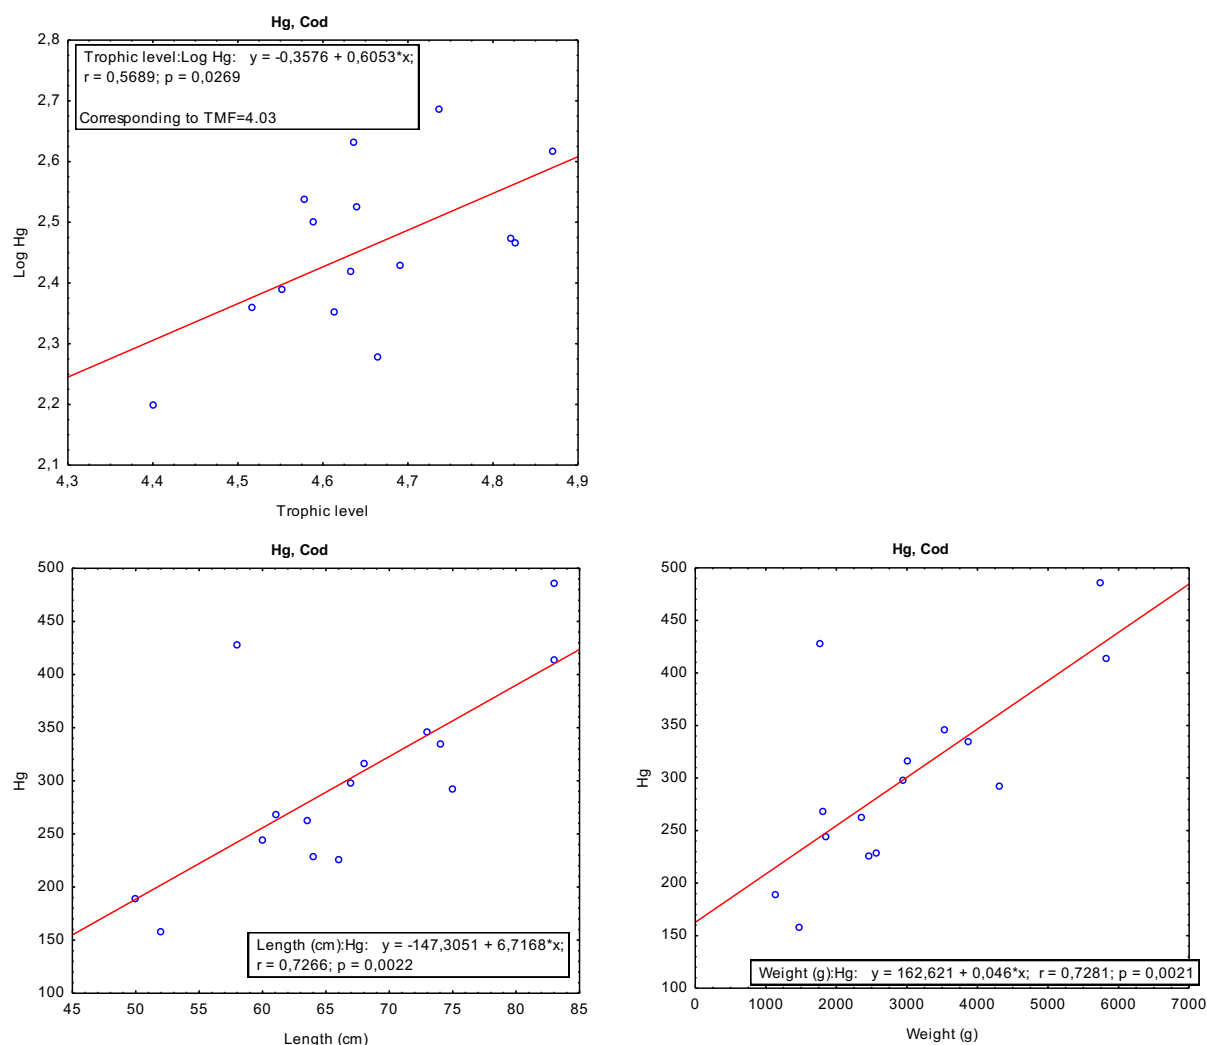 Hg, Cod
Trophic level:Log Hg: y = -0,3576 + 0,6053*x;
r = 0,5689; p = 0,0269
Corresponding to TMF=4.03
2,8
2,7
2,6
2,5
2,4
2,3
2,2
2,1
Log Hg
4,3 4,4 4,5 4,6 4,7 4,8 4,9
Trophic level
Hg, Cod
500
450
400
350
300
250
200
150
100
Hg
Length (cm):Hg: y = -147,3051 + 6,7168*x;
r = 0,7266; p = 0,0022
45 50 55 60 65 70 75 80 85
Length (cm)
Hg, Cod
500
450
400
350
300
250
200
150
100
Hg
Weight (g):Hg: y = 162,621 + 0,046*x; r = 0,7281; p = 0,0021
0 1000 2000 3000 4000 5000 6000 7000
Weight (g)